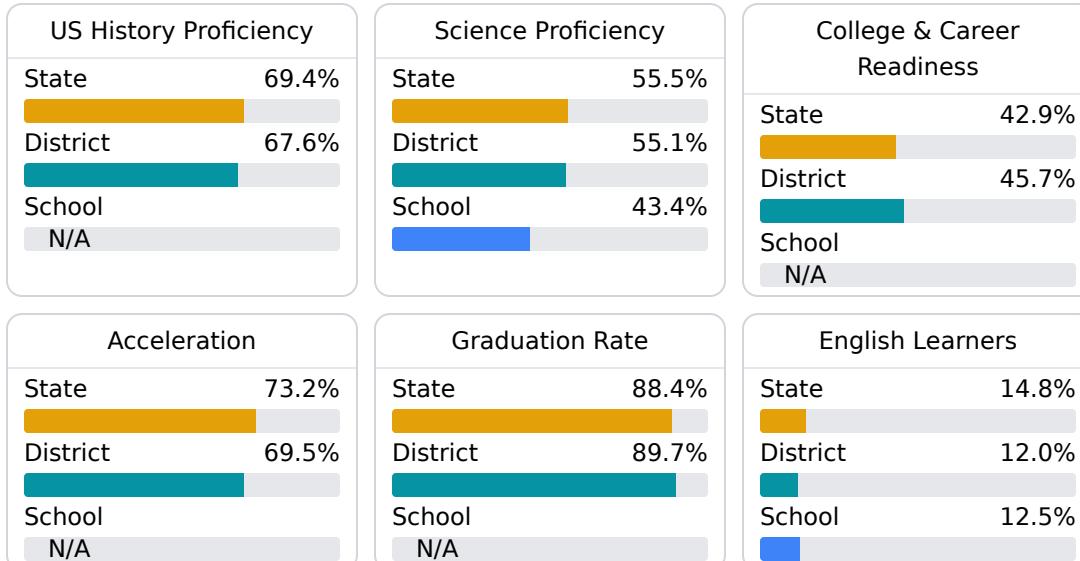 US History Proficiency
State 69.4%
District 67.6%
School
N/A
Science Proficiency
State 55.5%
District 55.1%
School 43.4%
College & Career
Readiness
State 42.9%
District 45.7%
School
N/A
Acceleration
State 73.2%
District 69.5%
School
N/A
Graduation Rate
State 88.4%
District 89.7%
School
N/A
English Learners
State 14.8%
District 12.0%
School 12.5%